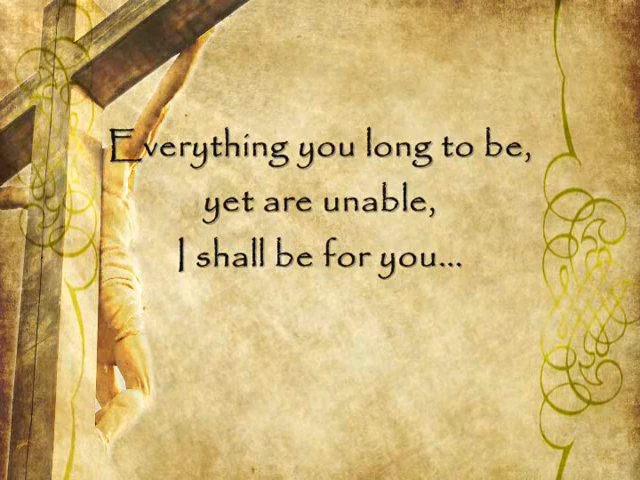 Everything you long to be,
yet are unable,
I shall be for you...